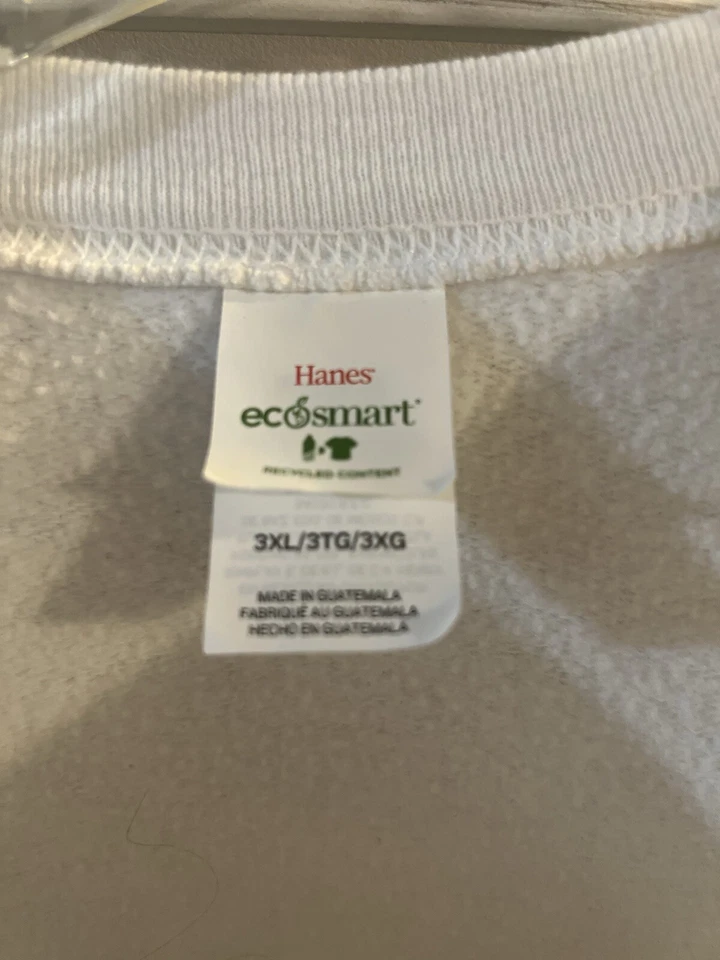 Hanes
ecosmart
RECYCLED CONTENT
3XL/3TG/3XG
MADE IN GUATEMALA
FABRIQUÉ AU GUATEMALA
HECHO EN GUATEMALA